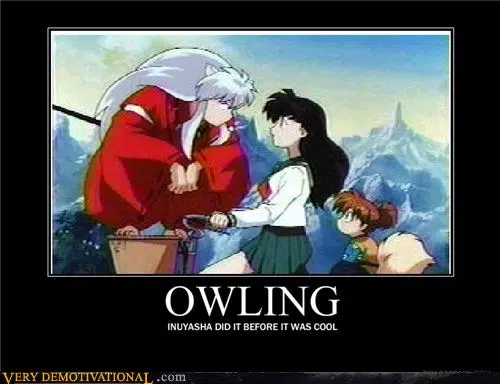 OWLING
INUYASHA DID IT BEFORE IT WAS COOL
VERY DEMOTIVATIONAL.com